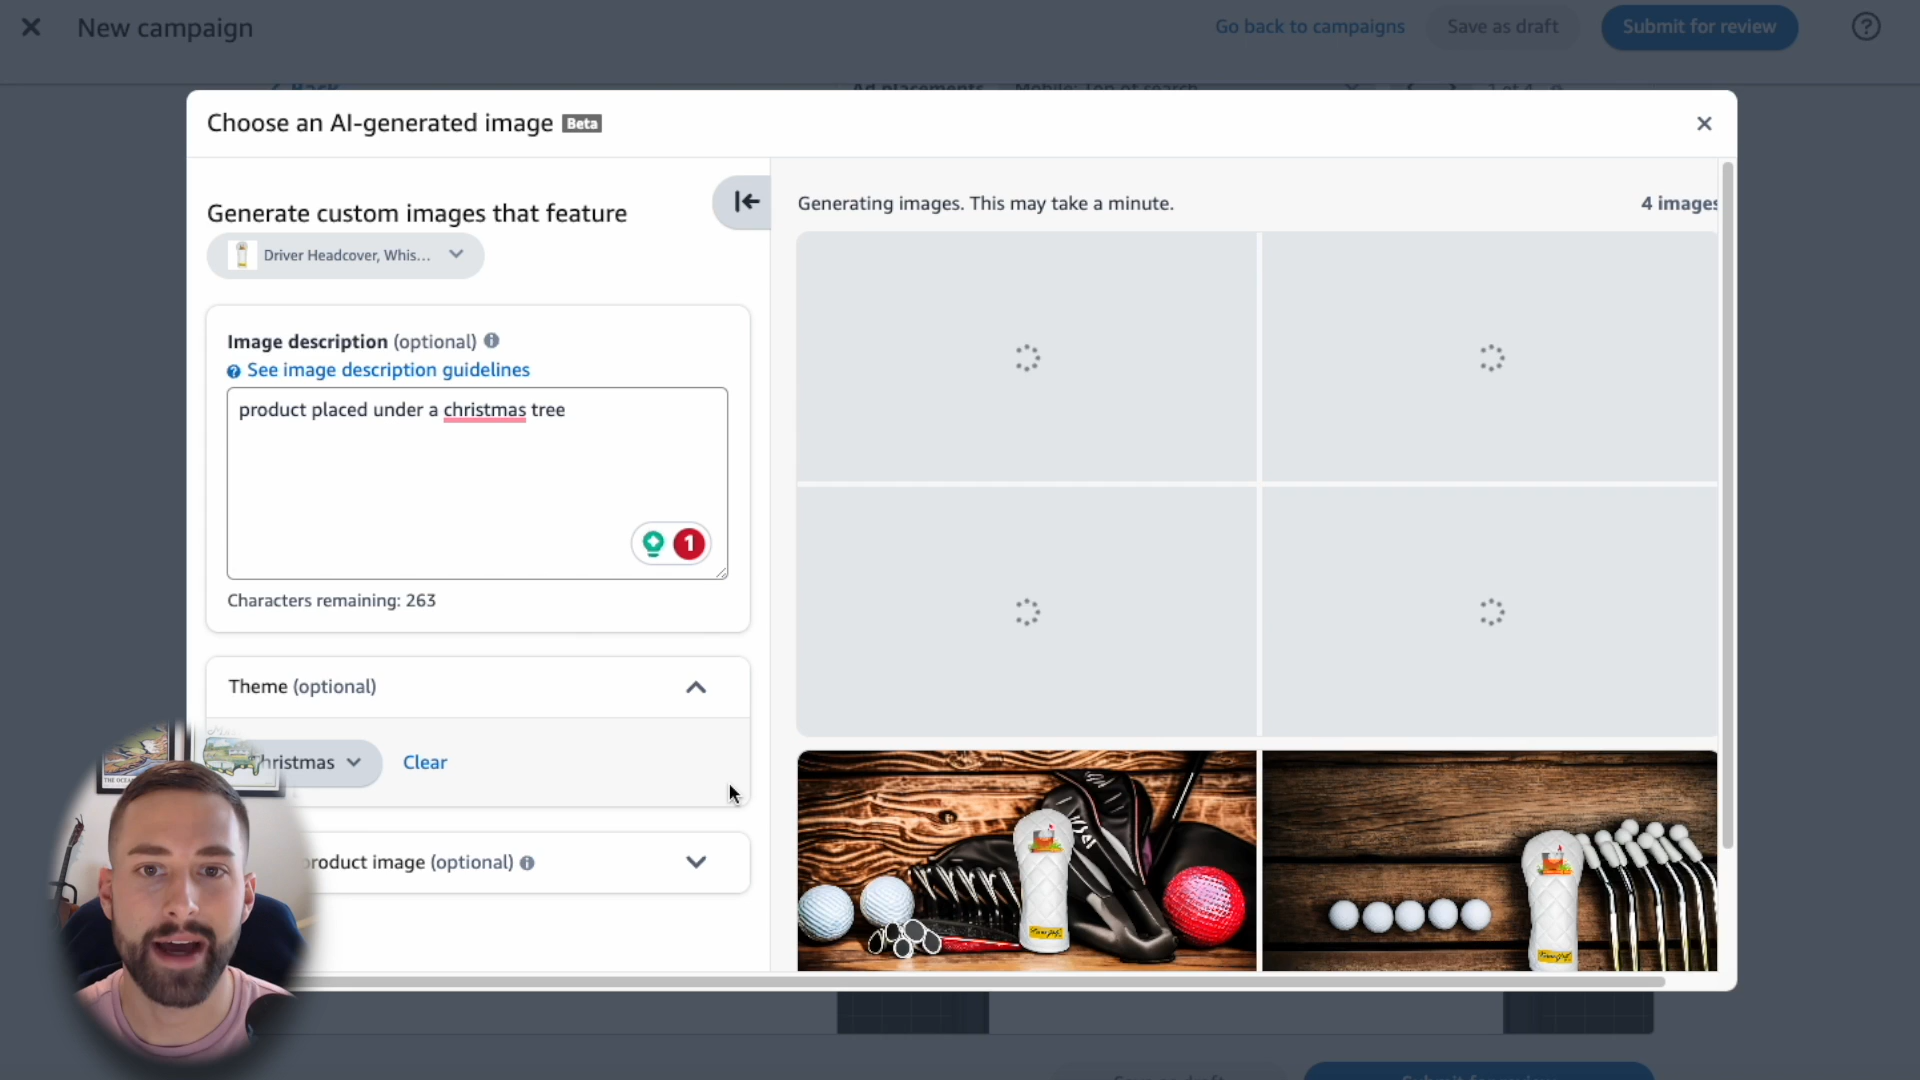 New campaign
Go back to campaigns
Save as draft
Submit for review
Choose an AI-generated image Beta
Generate custom images that feature
Driver Headcover, Whis...
Image description (optional)
See image description guidelines
product placed under a christmas tree
1
Characters remaining: 263
Theme (optional)
hristmas
Clear
roduct image (optional)
Generating images. This may take a minute.
4 images